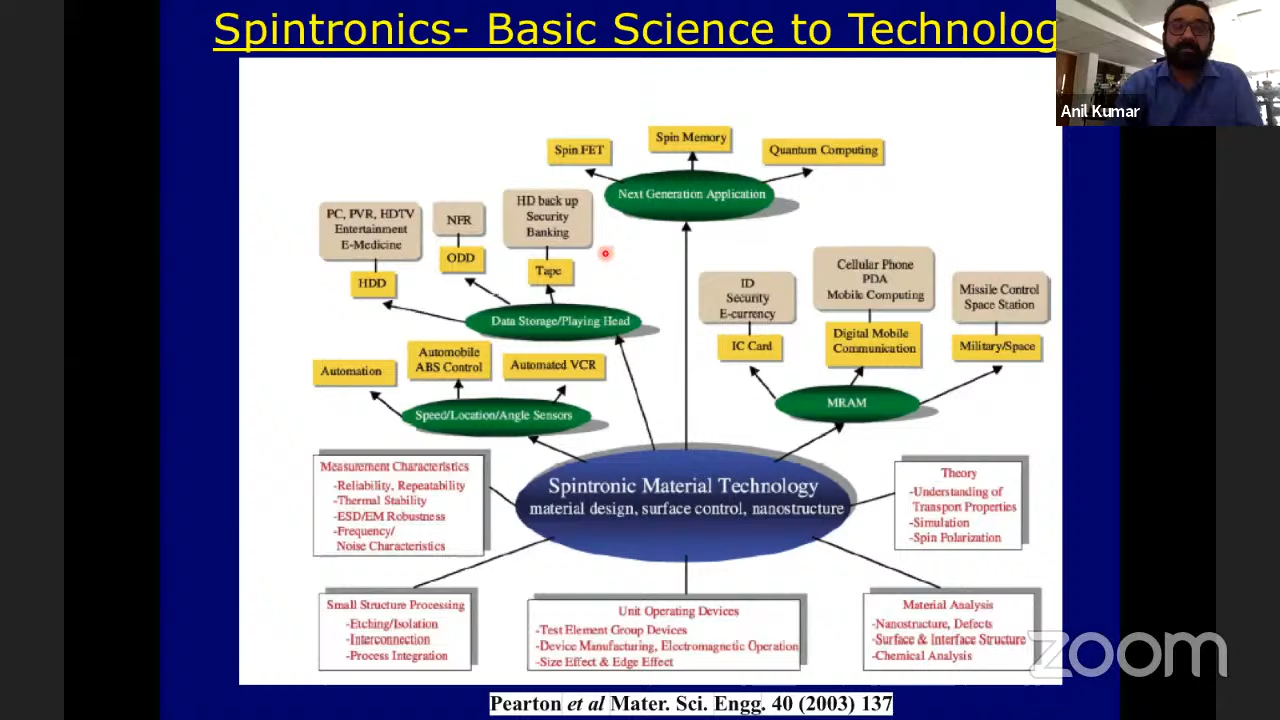 Spintronics- Basic Science to Technolog
Anil Kumar
Spin FET
Spin Memory
Quantum Computing
Next Generation Application
PC, PVR, HDTV
Entertainment
E-Medicine
HDD
NFR
ODD
HD back up
Security
Banking
Tape
Data Storage/Playing Head
ID
Security
E-currency
IC Card
Cellular Phone
PDA
Mobile Computing
Digital Mobile
Communication
Missile Control
Space Station
Military/Space
MRAM
Automation
Automobile
ABS Control
Automated VCR
Speed/Location/Angle Sensors
Spintronic Material Technology
material design, surface control, nanostructure
Measurement Characteristics
-Reliability, Repeatability
-Thermal Stability
-ESD/EM Robustness
-Frequency/
Noise Characteristics
Theory
-Understanding of
Transport Properties
-Simulation
-Spin Polarization
Small Structure Processing
-Etching/Isolation
-Interconnection
-Process Integration
Unit Operating Devices
-Test Element Group Devices
-Device Manufacturing, Electromagnetic Operation
-Size Effect & Edge Effect
Material Analysis
-Nanostructure, Defects
-Surface & Interface Structure
-Chemical Analysis
zoom
Pearton et al Mater. Sci. Engg. 40 (2003) 137